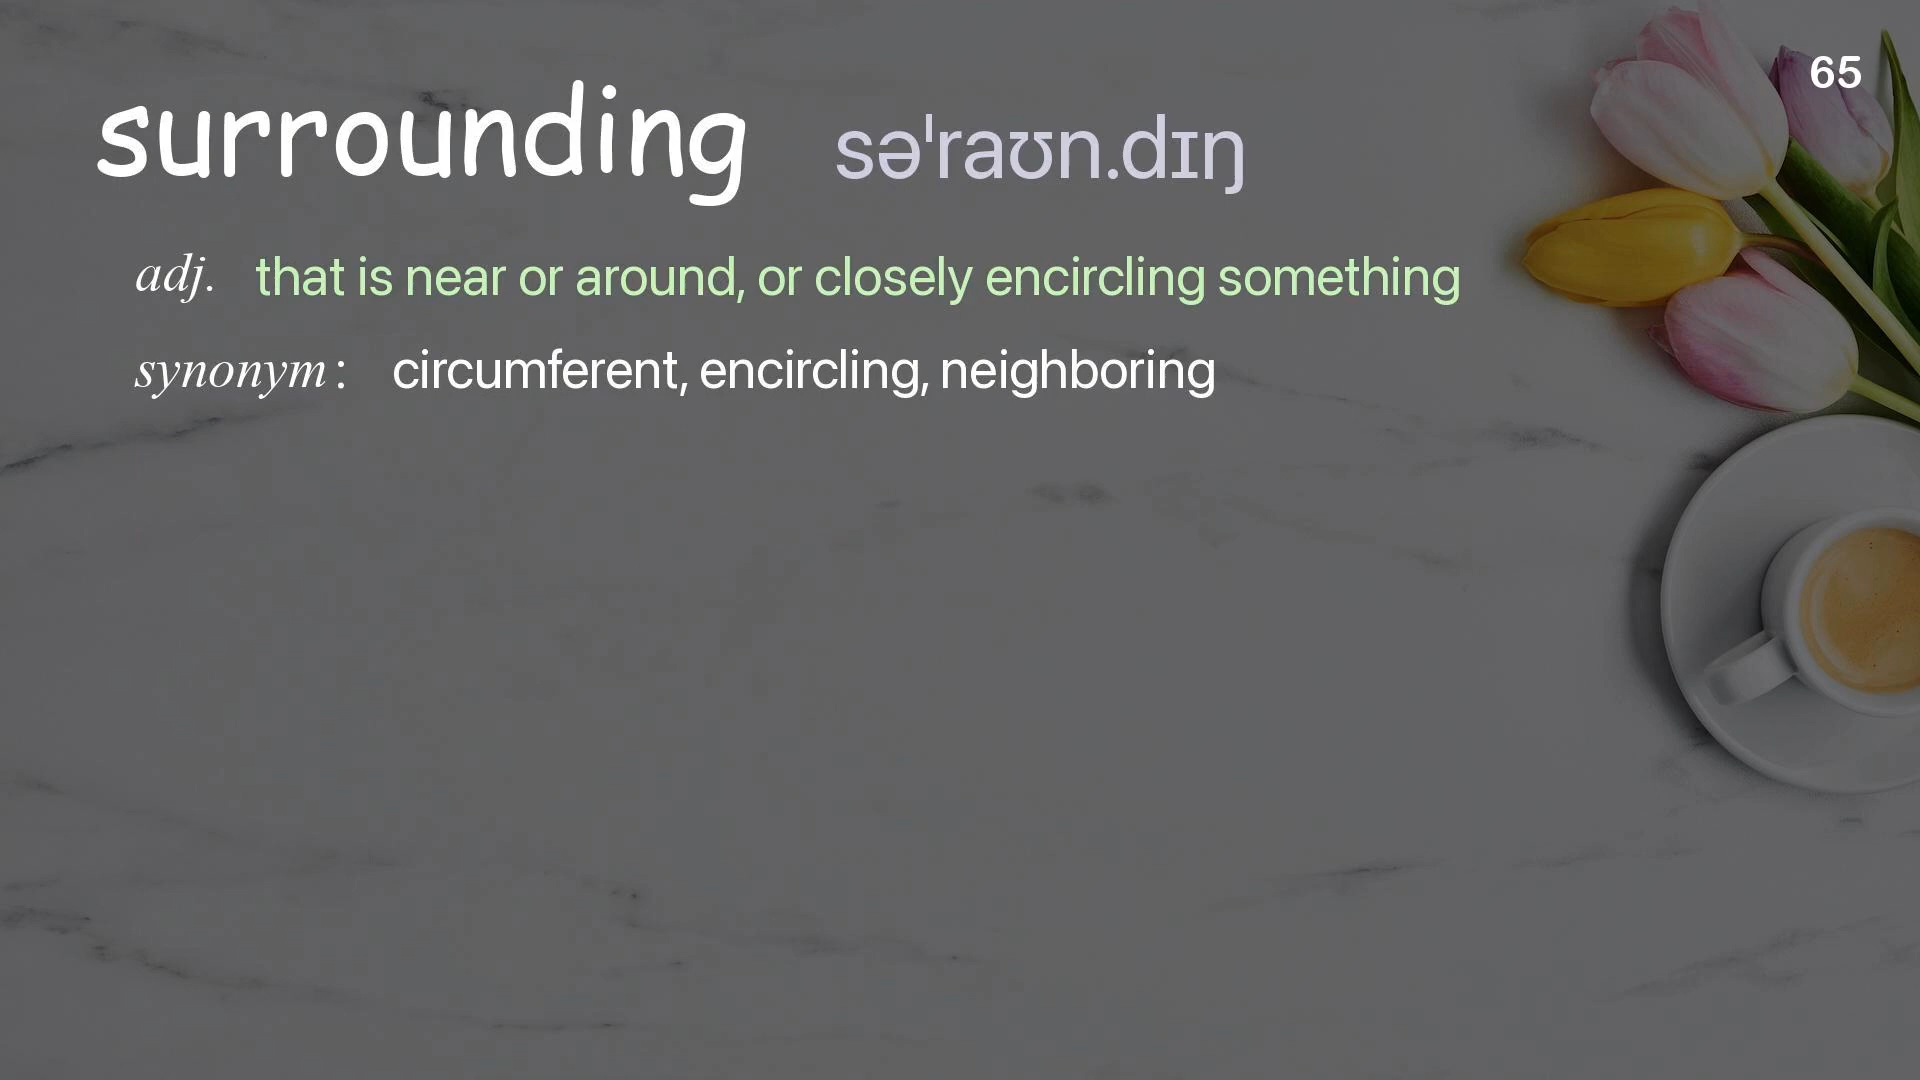 65
surrounding səˈraʊn.dɪŋ
adj. that is near or around, or closely encircling something
synonym : circumferent, encircling, neighboring